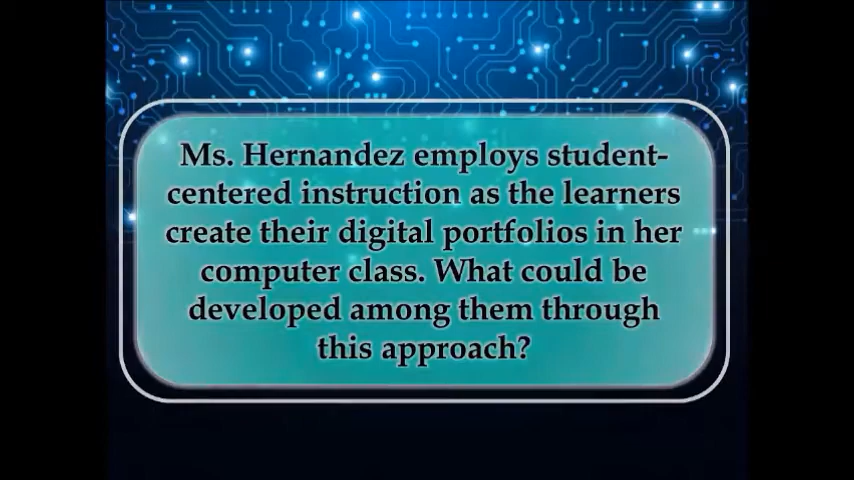 Ms. Hernandez employs student-
centered instruction as the learners
create their digital portfolios in her
computer class. What could be
developed among them through
this approach?